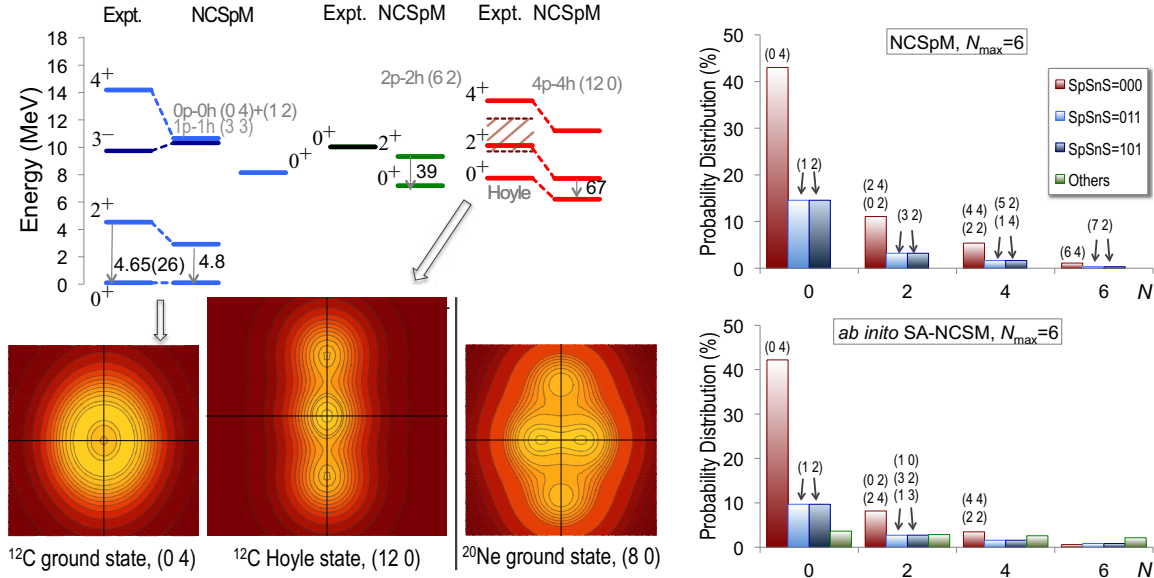 Expt. NCSpM Expt. NCSpM Expt. NCSpM
Energy (MeV)
18
16
14
12
10
8
6
4
2
0
4⁺
3⁻
2⁺
0⁺
0p-0h (0 4)+(1 2)
1p-1h (3 3)
4.65(26)
4.8
0⁺
0⁺
2p-2h (6 2)
2⁺
0⁺
39
4p-4h (12 0)
4⁺
2⁺
0⁺
Hoyle
67
¹²C ground state, (0 4)
¹²C Hoyle state, (12 0)
²⁰Ne ground state, (8 0)
NCSpM, Nmax=6
Probability Distribution (%)
50
40
30
20
10
0
(0 4)
(1 2)
(2 4)
(0 2)
(3 2)
(4 4)
(2 2)
(5 2)
(1 4)
(6 4)
(7 2)
SpSnS=000
SpSnS=011
SpSnS=101
Others
0 2 4 6 N
ab inito SA-NCSM, Nmax=6
Probability Distribution (%)
50
40
30
20
10
0
(0 4)
(1 2)
(0 2)
(2 4)
(1 0)
(3 2)
(1 3)
(4 4)
(2 2)
0 2 4 6 N